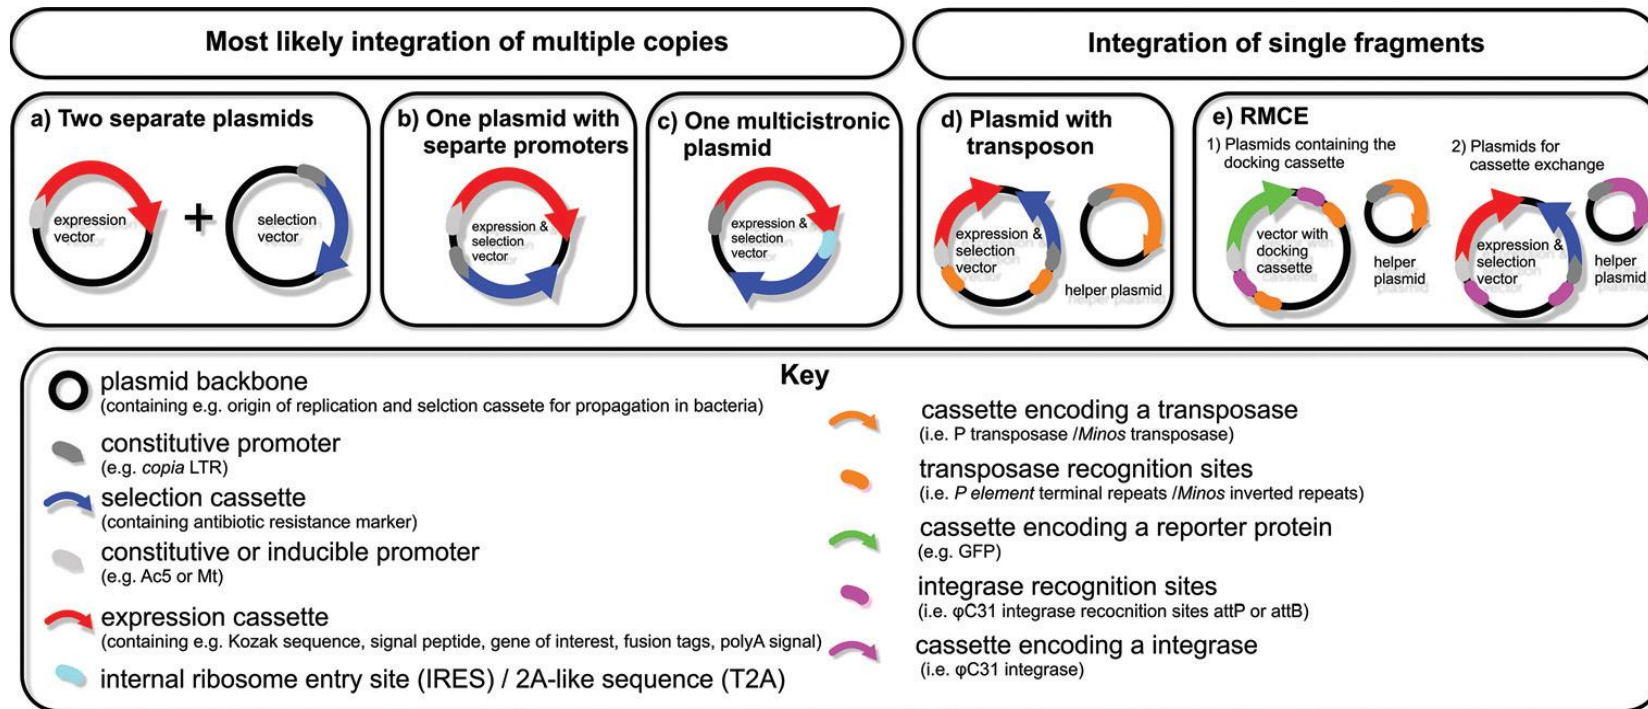 Most likely integration of multiple copies
Integration of single fragments
a) Two separate plasmids
expression
vector
+
selection
vector
b) One plasmid with
separte promoters
expression &
selection
vector
c) One multicistronic
plasmid
expression &
selection
vector
d) Plasmid with
transposon
expression &
selection
vector
helper plasmid
e) RMCE
1) Plasmids containing the
docking cassette
vector with
docking
cassette
helper
plasmid
2) Plasmids for
cassette exchange
expression &
selection
vector
helper
plasmid
Key
plasmid backbone
(containing e.g. origin of replication and selction cassete for propagation in bacteria)
constitutive promoter
(e.g. copia LTR)
selection cassette
(containing antibiotic resistance marker)
constitutive or inducible promoter
(e.g. Ac5 or Mt)
expression cassette
(containing e.g. Kozak sequence, signal peptide, gene of interest, fusion tags, polyA signal)
internal ribosome entry site (IRES) / 2A-like sequence (T2A)
cassette encoding a transposase
(i.e. P transposase /Minos transposase)
transposase recognition sites
(i.e. P element terminal repeats /Minos inverted repeats)
cassette encoding a reporter protein
(e.g. GFP)
integrase recognition sites
(i.e. φC31 integrase recocnition sites attP or attB)
cassette encoding a integrase
(i.e. φC31 integrase)